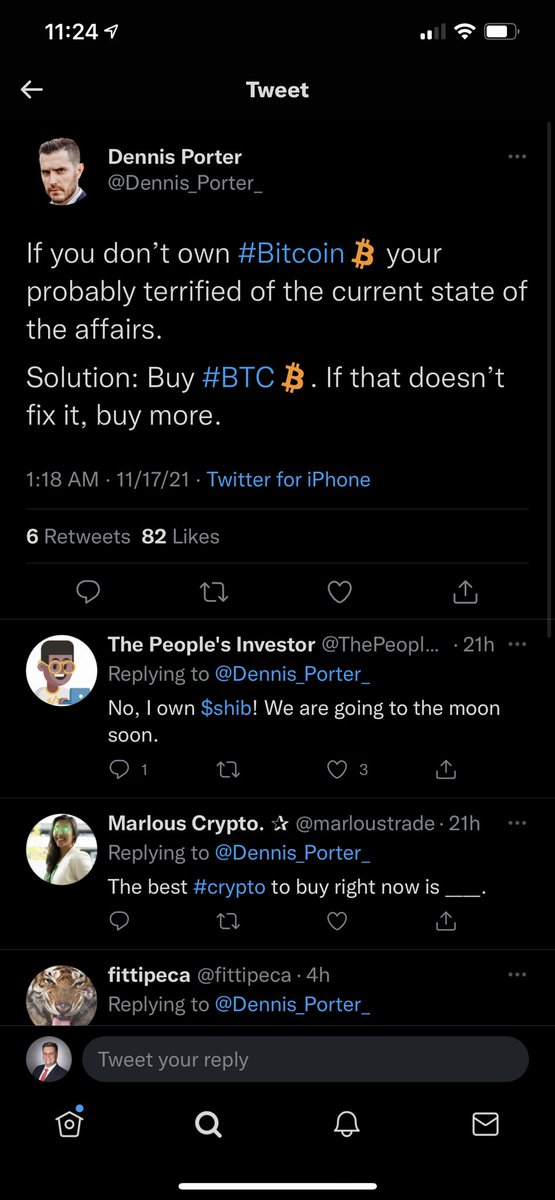 11:24
Tweet
Dennis Porter
@Dennis_Porter_
If you don’t own #Bitcoin your
probably terrified of the current state of
the affairs.
Solution: Buy #BTC . If that doesn’t
fix it, buy more.
1:18 AM · 11/17/21 · Twitter for iPhone
6 Retweets 82 Likes
The People's Investor @ThePeopl... · 21h
Replying to @Dennis_Porter_
No, I own $shib! We are going to the moon
soon.
1 3
Marlous Crypto. ✰ @marloustrade · 21h
Replying to @Dennis_Porter_
The best #crypto to buy right now is ____.
fittipeca @fittipeca · 4h
Replying to @Dennis_Porter_
Tweet your reply